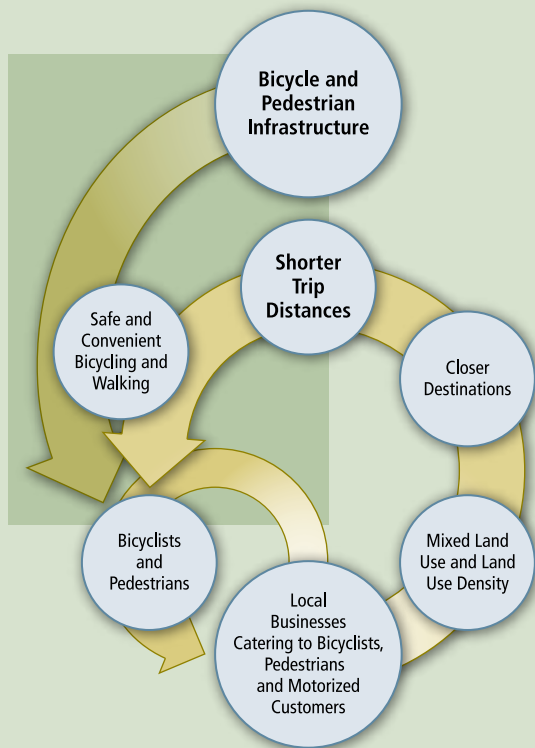 Bicycle and
Pedestrian
Infrastructure
Shorter
Trip
Distances
Safe and
Convenient
Bicycling and
Walking
Closer
Destinations
Bicyclists
and
Pedestrians
Mixed Land
Use and Land
Use Density
Local
Businesses
Catering to Bicyclists,
Pedestrians
and Motorized
Customers